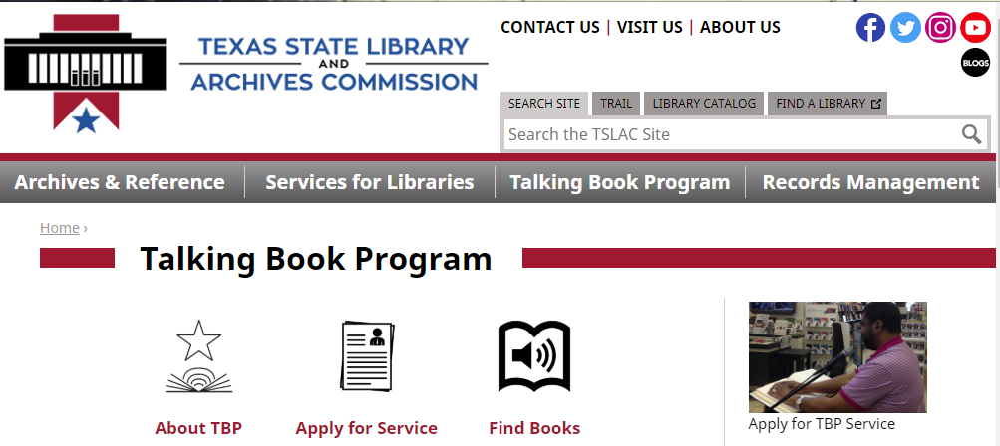 TEXAS STATE LIBRARY
AND
ARCHIVES COMMISSION
CONTACT US | VISIT US | ABOUT US
BLOGS
SEARCH SITE
TRAIL
LIBRARY CATALOG
FIND A LIBRARY
Search the TSLAC Site
Archives & Reference
Services for Libraries
Talking Book Program
Records Management
Home ›
Talking Book Program
About TBP
Apply for Service
Find Books
Apply for TBP Service